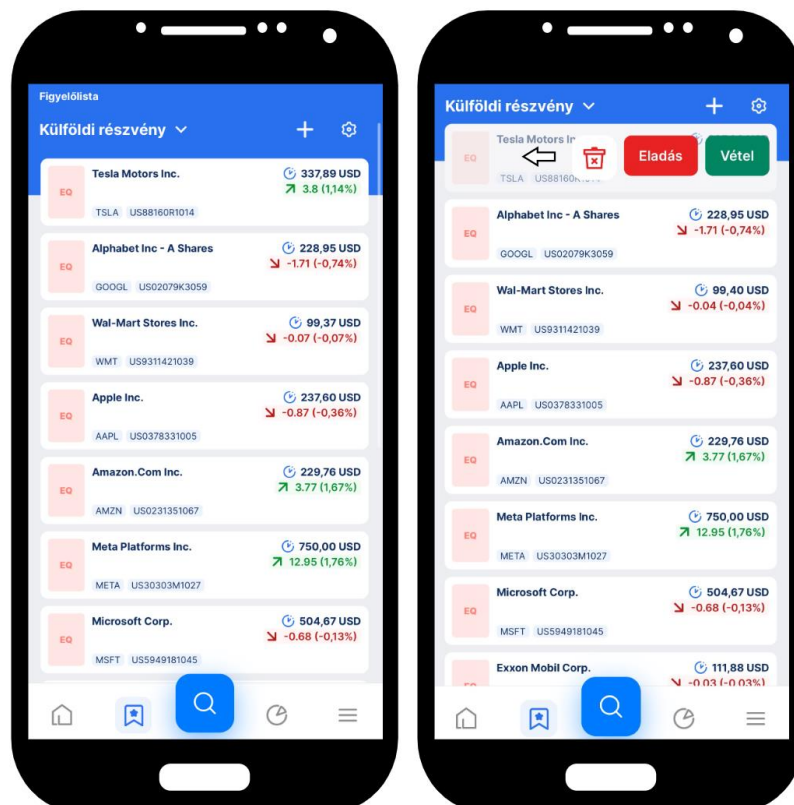 Figyelőlista
Külföldi részvény
EQ
Tesla Motors Inc.
337,89 USD
3.8 (1,14%)
TSLA US88160R1014
EQ
Alphabet Inc - A Shares
228,95 USD
-1.71 (-0,74%)
GOOGL US02079K3059
EQ
Wal-Mart Stores Inc.
99,37 USD
-0.07 (-0,07%)
WMT US9311421039
EQ
Apple Inc.
237,60 USD
-0.87 (-0,36%)
AAPL US0378331005
EQ
Amazon.Com Inc.
229,76 USD
3.77 (1,67%)
AMZN US0231351067
EQ
Meta Platforms Inc.
750,00 USD
12.95 (1,76%)
META US30303M1027
EQ
Microsoft Corp.
504,67 USD
-0.68 (-0,13%)
MSFT US5949181045
Külföldi részvény
EQ
Tesla Motors
TSLA
Eladás
Vétel
EQ
Alphabet Inc - A Shares
228,95 USD
-1.71 (-0,74%)
GOOGL US02079K3059
EQ
Wal-Mart Stores Inc.
99,40 USD
-0.04 (-0,04%)
WMT US9311421039
EQ
Apple Inc.
237,60 USD
-0.87 (-0,36%)
AAPL US0378331005
EQ
Amazon.Com Inc.
229,76 USD
3.77 (1,67%)
AMZN US0231351067
EQ
Meta Platforms Inc.
750,00 USD
12.95 (1,76%)
META US30303M1027
EQ
Microsoft Corp.
504,67 USD
-0.68 (-0,13%)
MSFT US5949181045
Exxon Mobil Corp.
111,88 USD
-0.03 (-0,03%)